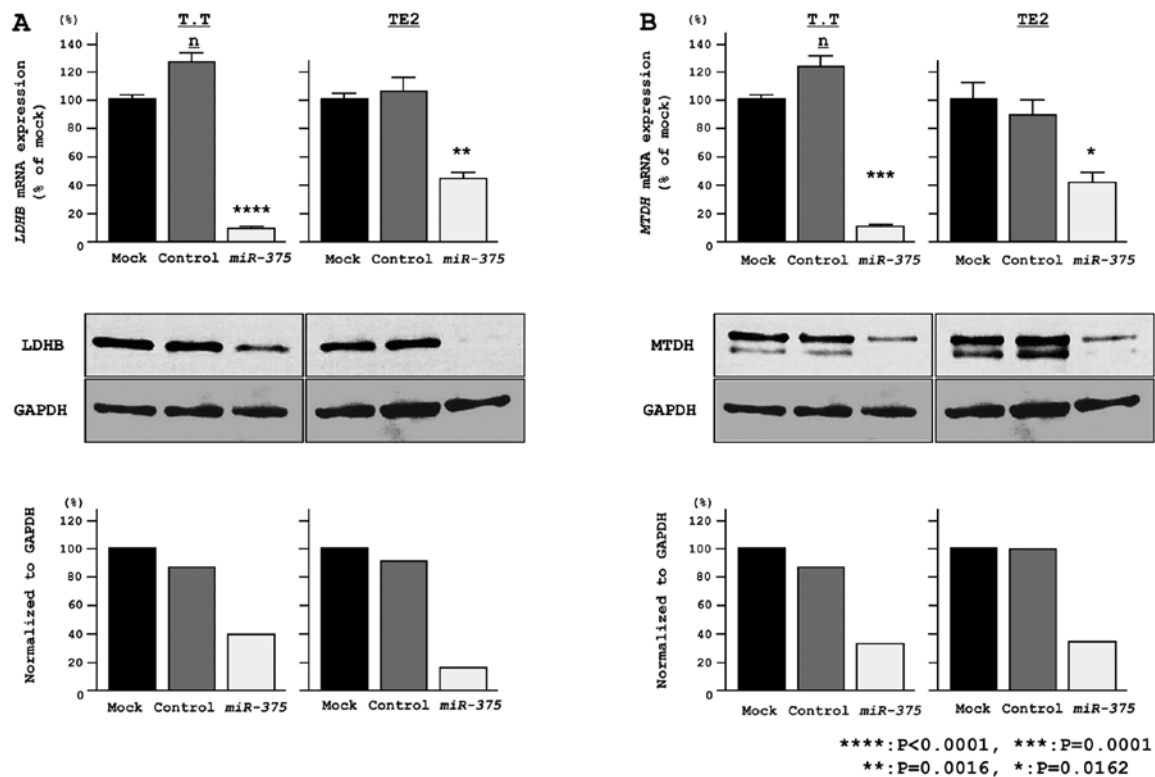 A
(%)
T.T
n
TE2
140
120
100
80
60
40
20
0
LDHB mRNA expression
(% of mock)
****
**
Mock Control miR-375
Mock Control miR-375
LDHB
GAPDH
(%)
120
100
80
60
40
20
0
Normalized to GAPDH
Mock Control miR-375
Mock Control miR-375
B
(%)
T.T
n
TE2
140
120
100
80
60
40
20
0
MTDH mRNA expression
(% of mock)
***
*
Mock Control miR-375
Mock Control miR-375
MTDH
GAPDH
(%)
120
100
80
60
40
20
0
Normalized to GAPDH
Mock Control miR-375
Mock Control miR-375
****:P<0.0001, ***:P=0.0001
**:P=0.0016, *:P=0.0162